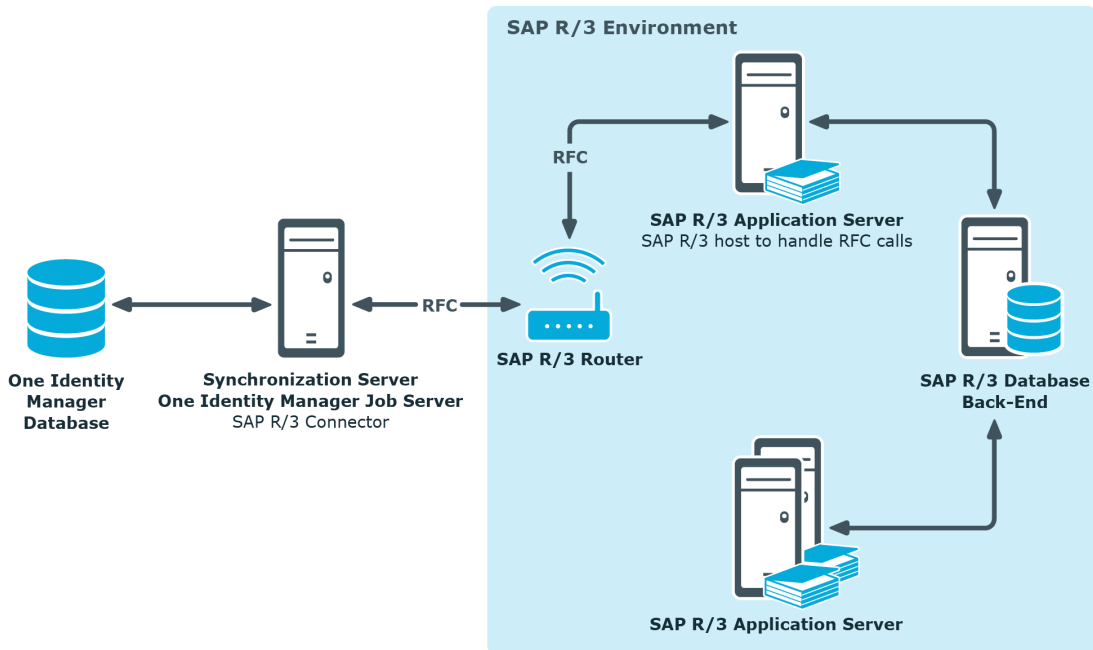 SAP R/3 Environment
RFC
SAP R/3 Application Server
SAP R/3 host to handle RFC calls
RFC
SAP R/3 Router
One Identity
Manager
Database
Synchronization Server
One Identity Manager Job Server
SAP R/3 Connector
SAP R/3 Database
Back-End
SAP R/3 Application Server